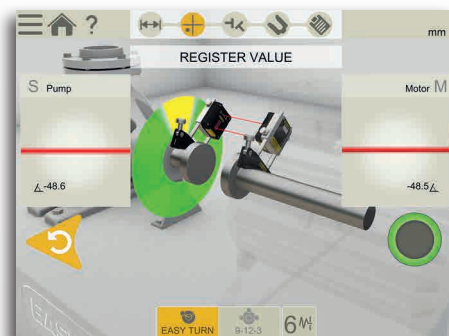 ?
mm
REGISTER VALUE
S Pump
Motor M
-48.6
-48.5
EASY TURN
9-12-3
6